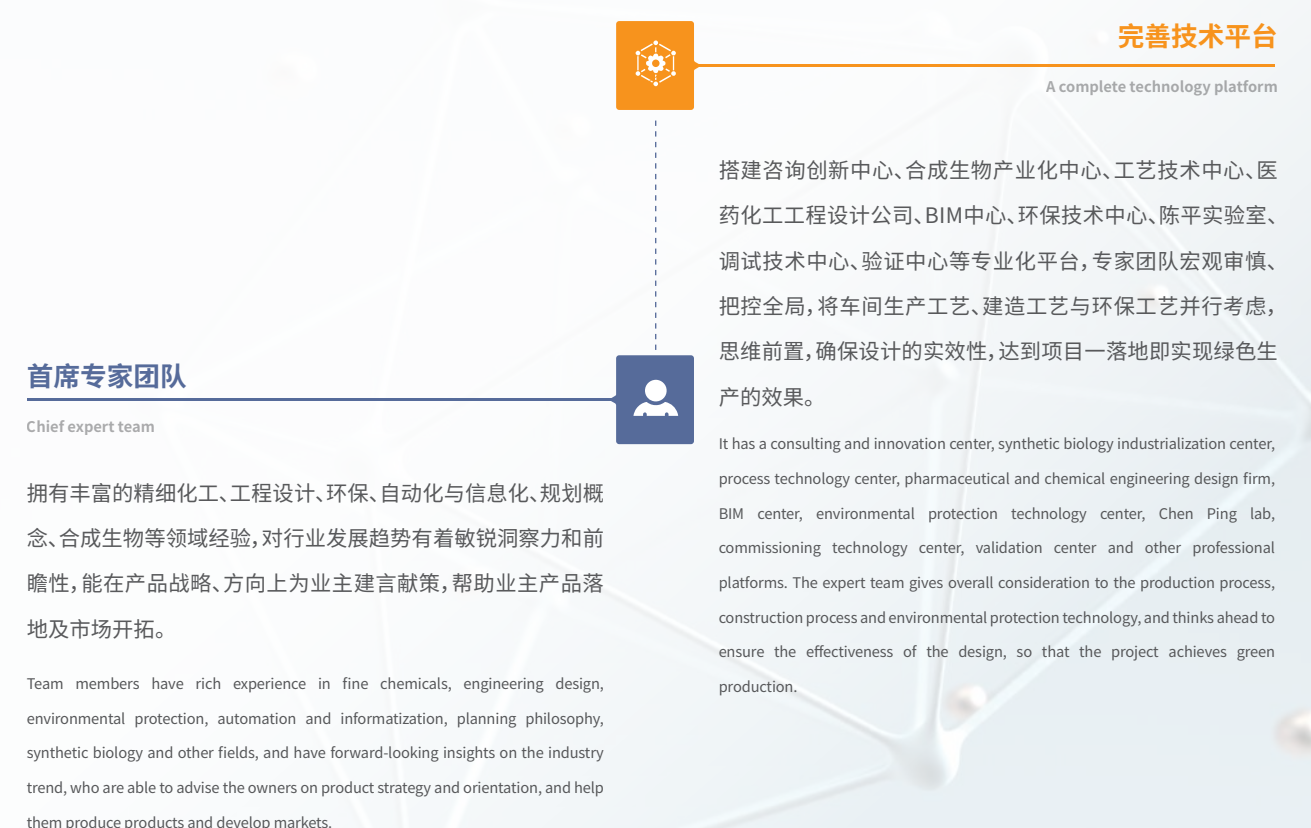 完善技术平台
A complete technology platform
搭建咨询创新中心、合成生物产业化中心、工艺技术中心、医
药化工工程设计公司、BIM中心、环保技术中心、陈平实验室、
调试技术中心、验证中心等专业化平台，专家团队宏观审慎、
把控全局，将车间生产工艺、建造工艺与环保工艺并行考虑，
思维前置，确保设计的实效性，达到项目一落地即实现绿色生
产的效果。
It has a consulting and innovation center, synthetic biology industrialization center,
process technology center, pharmaceutical and chemical engineering design firm,
BIM center, environmental protection technology center, Chen Ping lab,
commissioning technology center, validation center and other professional
platforms. The expert team gives overall consideration to the production process,
construction process and environmental protection technology, and thinks ahead to
ensure the effectiveness of the design, so that the project achieves green
production.
首席专家团队
Chief expert team
拥有丰富的精细化工、工程设计、环保、自动化与信息化、规划概
念、合成生物等领域经验，对行业发展趋势有着敏锐洞察力和前
瞻性，能在产品战略、方向上为业主建言献策，帮助业主产品落
地及市场开拓。
Team members have rich experience in fine chemicals, engineering design,
environmental protection, automation and informatization, planning philosophy,
synthetic biology and other fields, and have forward-looking insights on the industry
trend, who are able to advise the owners on product strategy and orientation, and help
them produce products and develop markets.